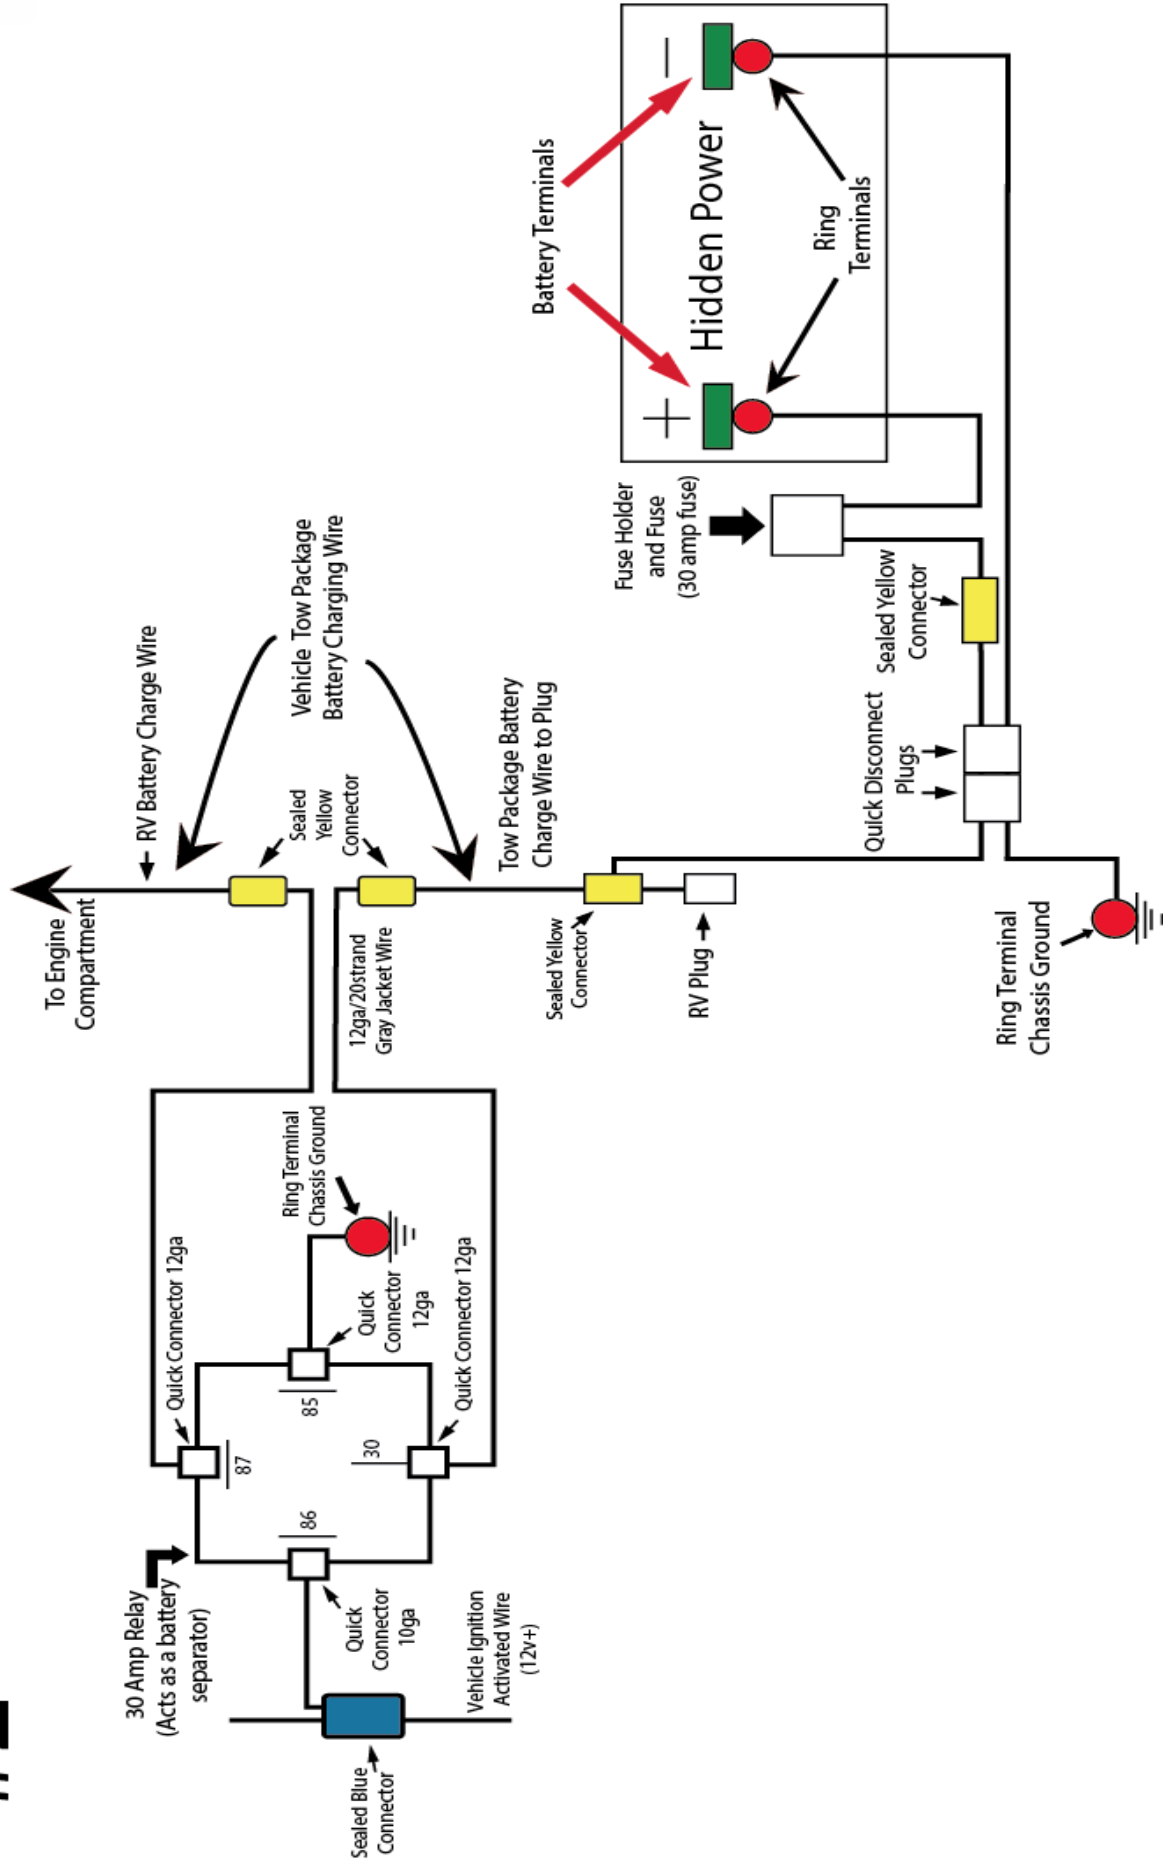 To Engine
Compartment
RV Battery Charge Wire
Vehicle Tow Package
Battery Charging Wire
Sealed
Yellow
Connector
12ga/20strand
Gray Jacket Wire
Tow Package Battery
Charge Wire to Plug
Sealed Yellow
Connector
RV Plug
Battery Terminals
Hidden Power
+
−
Ring
Terminals
Fuse Holder
and Fuse
(30 amp fuse)
Sealed Yellow
Connector
Quick Disconnect
Plugs
Ring Terminal
Chassis Ground
30 Amp Relay
(Acts as a battery
separator)
Quick Connector 12ga
87
Ring Terminal
Chassis Ground
85
Quick
Connector
12ga
30
Quick Connector 12ga
86
Quick
Connector
10ga
Vehicle Ignition
Activated Wire
(12v+)
Sealed Blue
Connector